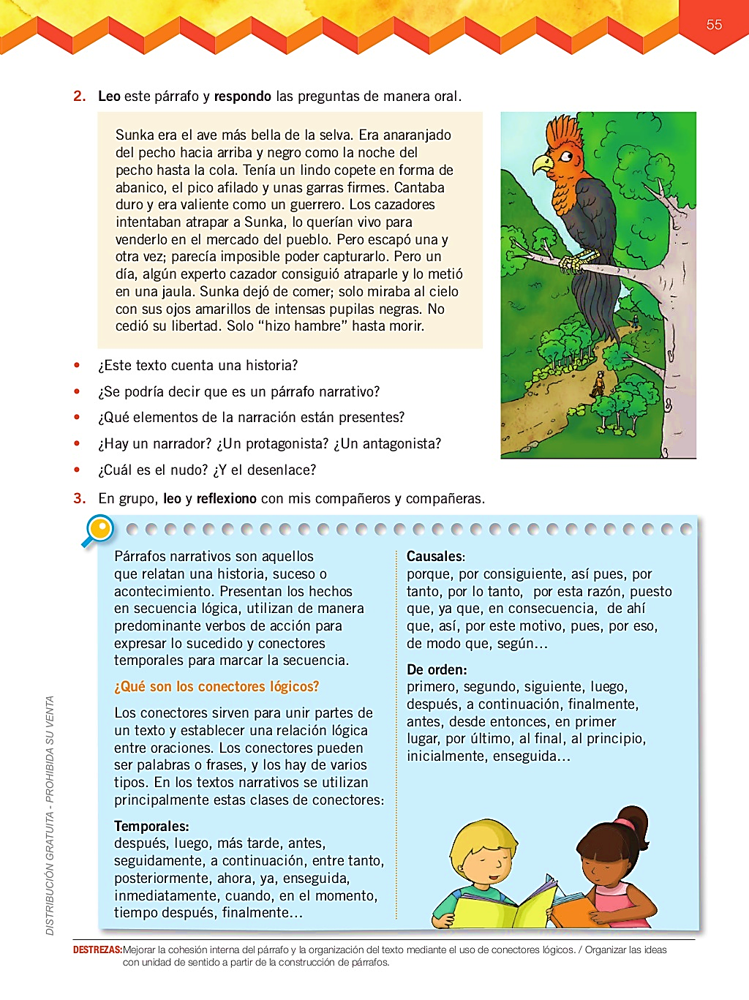 55
2. Leo este párrafo y respondo las preguntas de manera oral.
Sunka era el ave más bella de la selva. Era anaranjado
del pecho hacia arriba y negro como la noche del
pecho hasta la cola. Tenía un lindo copete en forma de
abanico, el pico afilado y unas garras firmes. Cantaba
duro y era valiente como un guerrero. Los cazadores
intentaban atrapar a Sunka, lo querían vivo para
venderlo en el mercado del pueblo. Pero escapó una y
otra vez; parecía imposible poder capturarlo. Pero un
día, algún experto cazador consiguió atraparle y lo metió
en una jaula. Sunka dejó de comer; solo miraba al cielo
con sus ojos amarillos de intensas pupilas negras. No
cedió su libertad. Solo “hizo hambre” hasta morir.
• ¿Este texto cuenta una historia?
• ¿Se podría decir que es un párrafo narrativo?
• ¿Qué elementos de la narración están presentes?
• ¿Hay un narrador? ¿Un protagonista? ¿Un antagonista?
• ¿Cuál es el nudo? ¿Y el desenlace?
3. En grupo, leo y reflexiono con mis compañeros y compañeras.
Párrafos narrativos son aquellos
que relatan una historia, suceso o
acontecimiento. Presentan los hechos
en secuencia lógica, utilizan de manera
predominante verbos de acción para
expresar lo sucedido y conectores
temporales para marcar la secuencia.
¿Qué son los conectores lógicos?
Los conectores sirven para unir partes de
un texto y establecer una relación lógica
entre oraciones. Los conectores pueden
ser palabras o frases, y los hay de varios
tipos. En los textos narrativos se utilizan
principalmente estas clases de conectores:
Temporales:
después, luego, más tarde, antes,
seguidamente, a continuación, entre tanto,
posteriormente, ahora, ya, enseguida,
inmediatamente, cuando, en el momento,
tiempo después, finalmente…
Causales:
porque, por consiguiente, así pues, por
tanto, por lo tanto, por esta razón, puesto
que, ya que, en consecuencia, de ahí
que, así, por este motivo, pues, por eso,
de modo que, según…
De orden:
primero, segundo, siguiente, luego,
después, a continuación, finalmente,
antes, desde entonces, en primer
lugar, por último, al final, al principio,
inicialmente, enseguida…
DISTRIBUCIÓN GRATUITA - PROHIBIDA SU VENTA
DESTREZAS:Mejorar la cohesión interna del párrafo y la organización del texto mediante el uso de conectores lógicos. / Organizar las ideas
con unidad de sentido a partir de la construcción de párrafos.